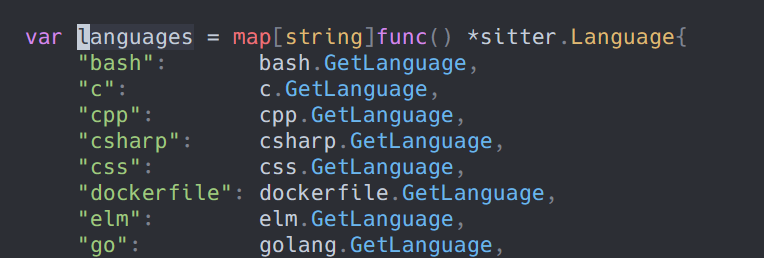 var languages = map[string]func() *sitter.Language{
    "bash":       bash.GetLanguage,
    "c":          c.GetLanguage,
    "cpp":        cpp.GetLanguage,
    "csharp":     csharp.GetLanguage,
    "css":        css.GetLanguage,
    "dockerfile": dockerfile.GetLanguage,
    "elm":        elm.GetLanguage,
    "go":         golang.GetLanguage,